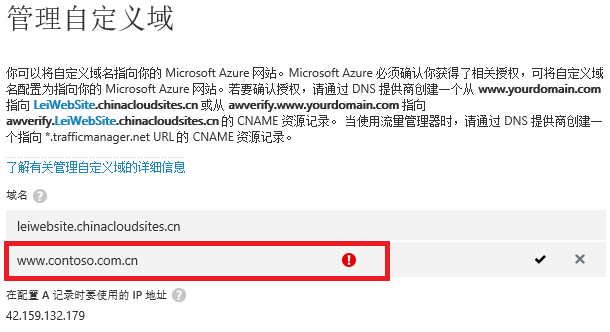 管理自定义域
你可以将自定义域名指向你的 Microsoft Azure 网站。Microsoft Azure 必须确认你获得了相关授权，可将自定义域
名配置为指向你的 Microsoft Azure 网站。若要确认授权，请通过 DNS 提供商创建一个从 www.yourdomain.com
指向 LeiWebSite.chinacloudsites.cn 或从 awverify.www.yourdomain.com 指向
awverify.LeiWebSite.chinacloudsites.cn 的 CNAME 资源记录。 当使用流量管理器时，请通过 DNS 提供商创建一
个指向 *.trafficmanager.net URL 的 CNAME 资源记录。
了解有关管理自定义域的详细信息
域名 ?
leiwebsite.chinacloudsites.cn
www.contoso.com.cn !
在配置 A 记录时要使用的 IP 地址 ?
42.159.132.179